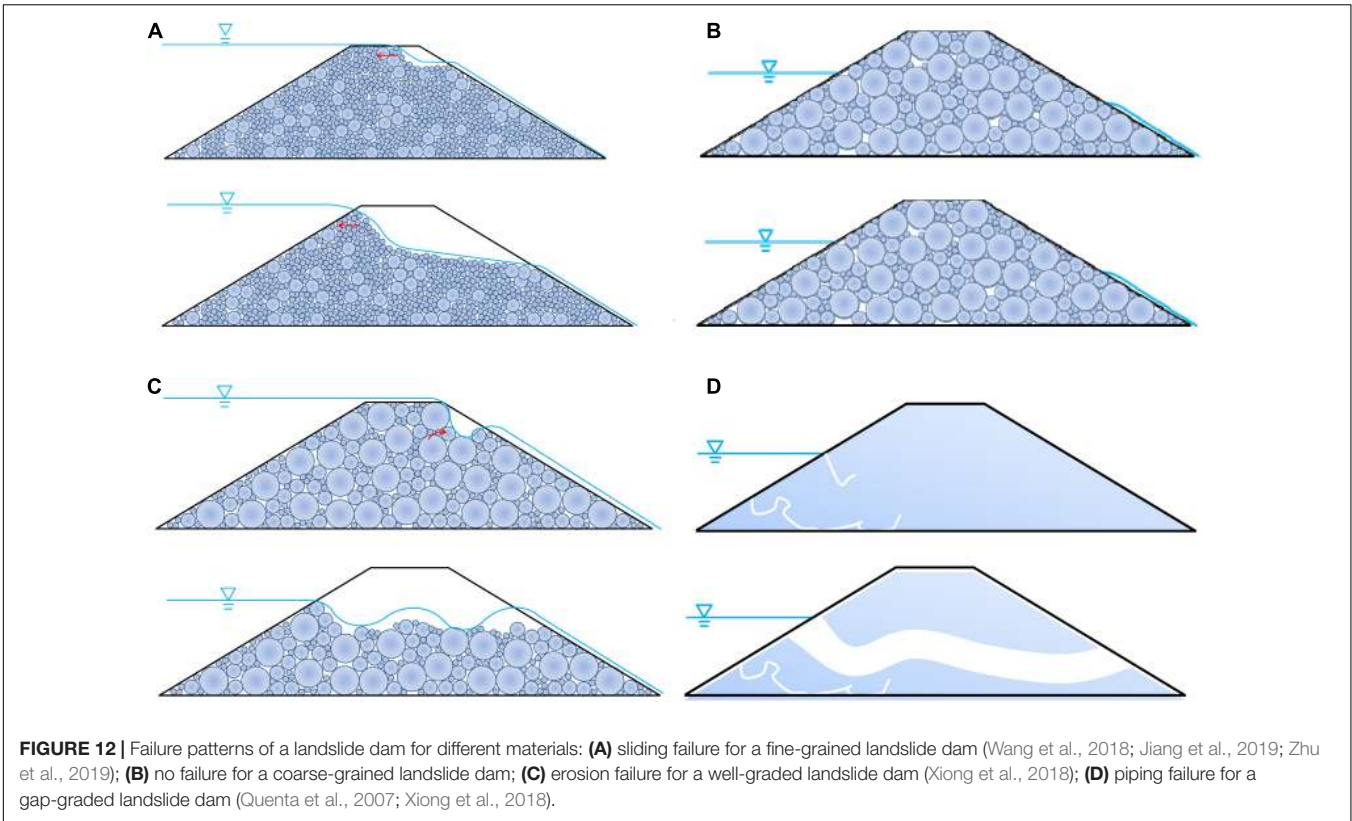 A
B
C
D
FIGURE 12 | Failure patterns of a landslide dam for different materials: (A) sliding failure for a fine-grained landslide dam (Wang et al., 2018; Jiang et al., 2019; Zhu
et al., 2019); (B) no failure for a coarse-grained landslide dam; (C) erosion failure for a well-graded landslide dam (Xiong et al., 2018); (D) piping failure for a
gap-graded landslide dam (Quenta et al., 2007; Xiong et al., 2018).